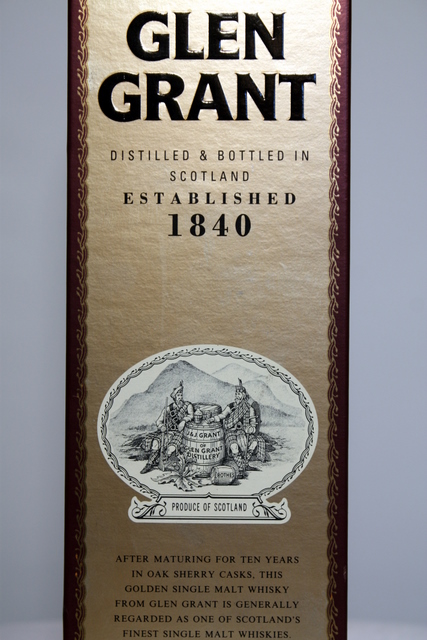 GLEN
GRANT
DISTILLED & BOTTLED IN
SCOTLAND
ESTABLISHED
1840
J&J. GRANT
GLEN GRANT
DISTILLERY
ROTHES
PRODUCE OF SCOTLAND
AFTER MATURING FOR TEN YEARS
IN OAK SHERRY CASKS, THIS
GOLDEN SINGLE MALT WHISKY
FROM GLEN GRANT IS GENERALLY
REGARDED AS ONE OF SCOTLAND'S
FINEST SINGLE MALT WHISKIES.